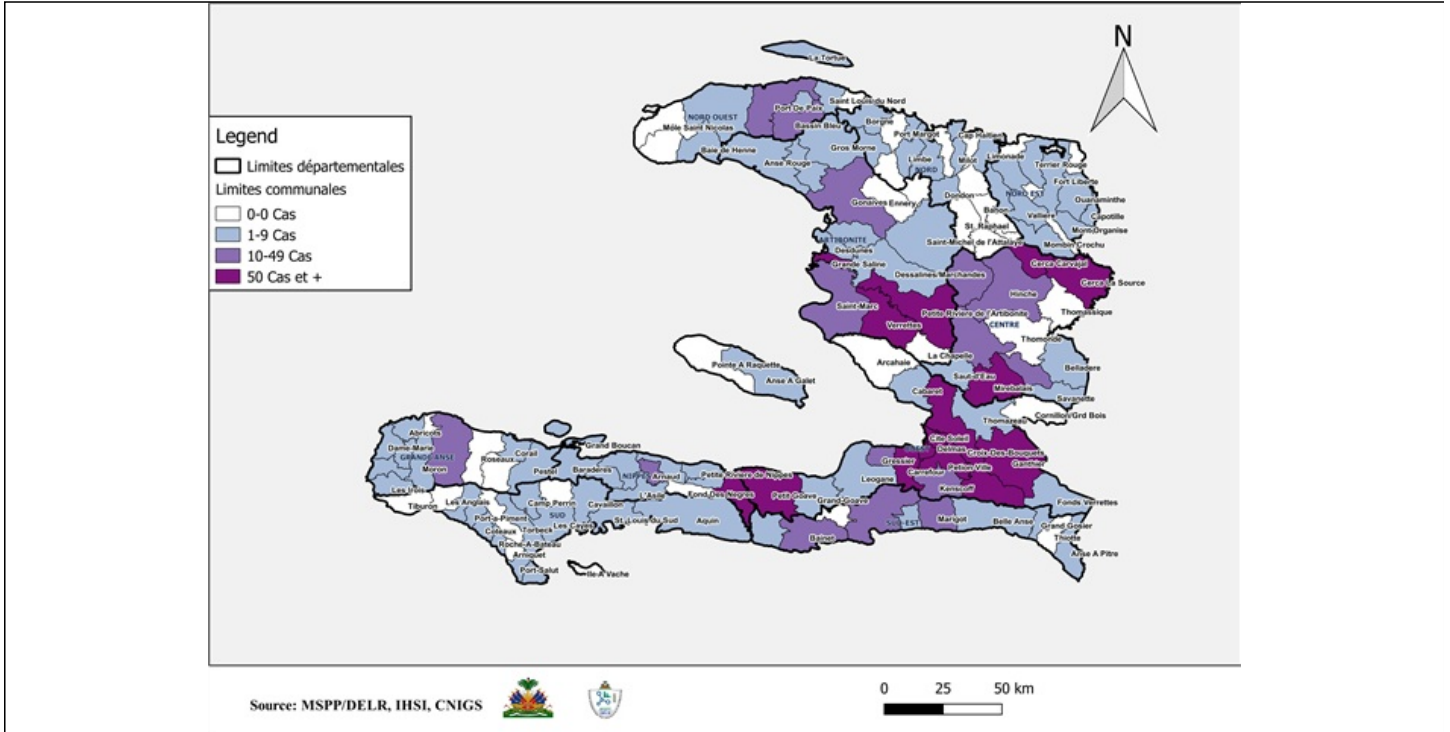 N
La Tortue
Saint Louis du Nord
Port De Paix
NORD OUEST
Môle Saint Nicolas
Bassin Bleu
Borgne
Port Margot
Cap Haïtien
Baie de Henne
Gros Morne
Limbe
Milot
Limonade
Terrier Rouge
Anse Rouge
NORD
Fort Liberte
Gonaives
Ennery
Dondon
NORD EST
Ouanaminthe
Bahon
Valliere
Capotille
St. Raphael
Mont-Organise
ARTIBONITE
Saint-Michel de l'Attalaye
Mombin Crochu
Desdunes
Grande Saline
Cerca Carvajal
Dessalines/Marchandes
Cerca La Source
Hinche
Saint-Marc
Petite Rivière de l'Artibonite
Thomassique
Verrettes
CENTRE
Thomonde
La Chapelle
Arcahaie
Belladere
Saut-d'Eau
Pointe A Raquette
Anse A Galet
Cabaret
Mirebalais
Savanette
Cornillon/Grd Bois
Thomazeau
Cite Soleil
Delmas
Croix-Des-Bouquets
Gressier
Carrefour
Petion-Ville
Ganthier
Leogane
Kenscoff
Fonds Verrettes
Abricots
Dame-Marie
GRANDE ANSE
Moron
Roseaux
Corail
Grand Boucan
Pestel
Baraderes
NIPPES
Arnaud
Petite Riviere de Nippes
Les Irois
L'Asile
Fond Des Negres
Petit Goave
Grand-Goave
Tiburon
Les Anglais
Camp Perrin
Cavaillon
SUD
Port-a-Piment
St. Louis du Sud
Aquin
Coteaux
Torbeck
Les Cayes
Roche-A-Bateau
Arniquet
Port-Salut
Ile-A-Vache
Bainet
SUD-EST
Marigot
Belle Anse
Grand Gosier
Thiotte
Anse A Pitre
Legend
Limites départementales
Limites communales
0-0 Cas
1-9 Cas
10-49 Cas
50 Cas et +
Source: MSPP/DELR, IHSI, CNIGS
0 25 50 km